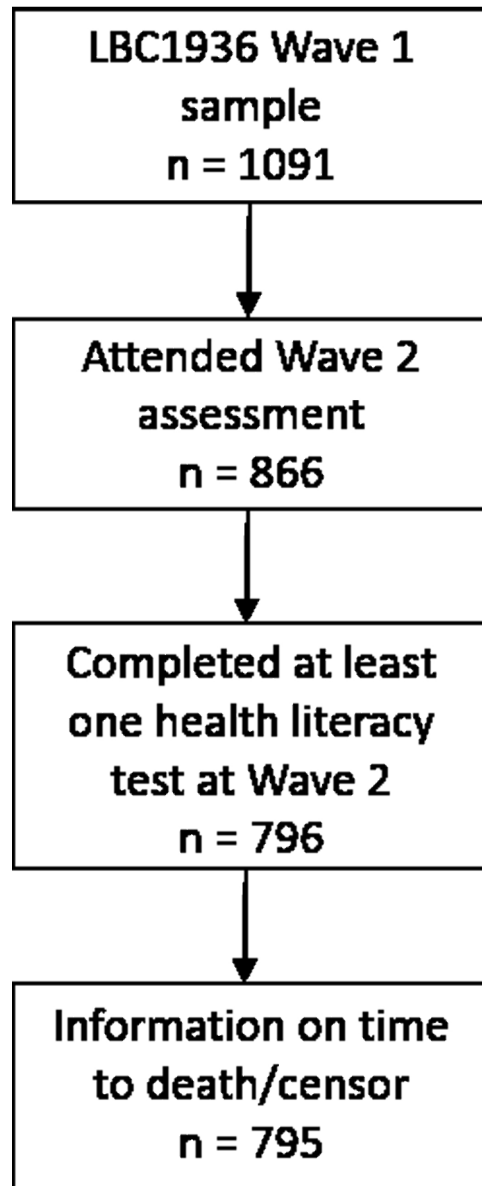 LBC1936 Wave 1
sample
n = 1091
Attended Wave 2
assessment
n = 866
Completed at least
one health literacy
test at Wave 2
n = 796
Information on time
to death/censor
n = 795